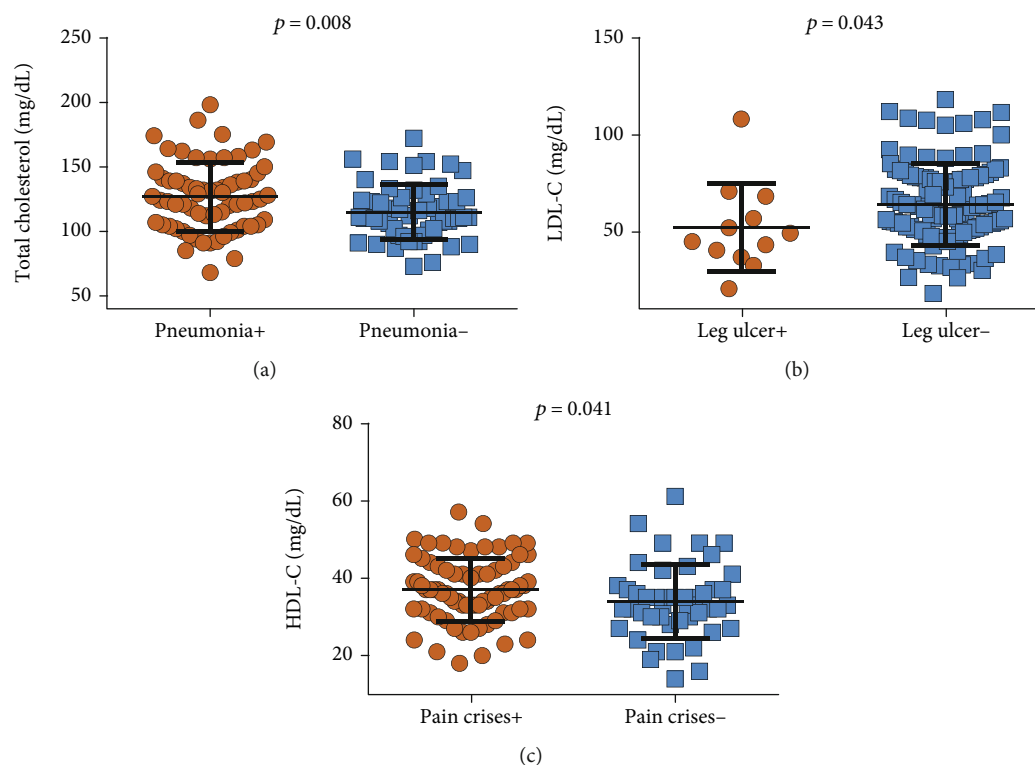 p = 0.008
Total cholesterol (mg/dL)
250
200
150
100
50
Pneumonia+
Pneumonia–
(a)
p = 0.043
LDL-C (mg/dL)
150
100
50
Leg ulcer+
Leg ulcer–
(b)
p = 0.041
HDL-C (mg/dL)
80
60
40
20
Pain crises+
Pain crises–
(c)